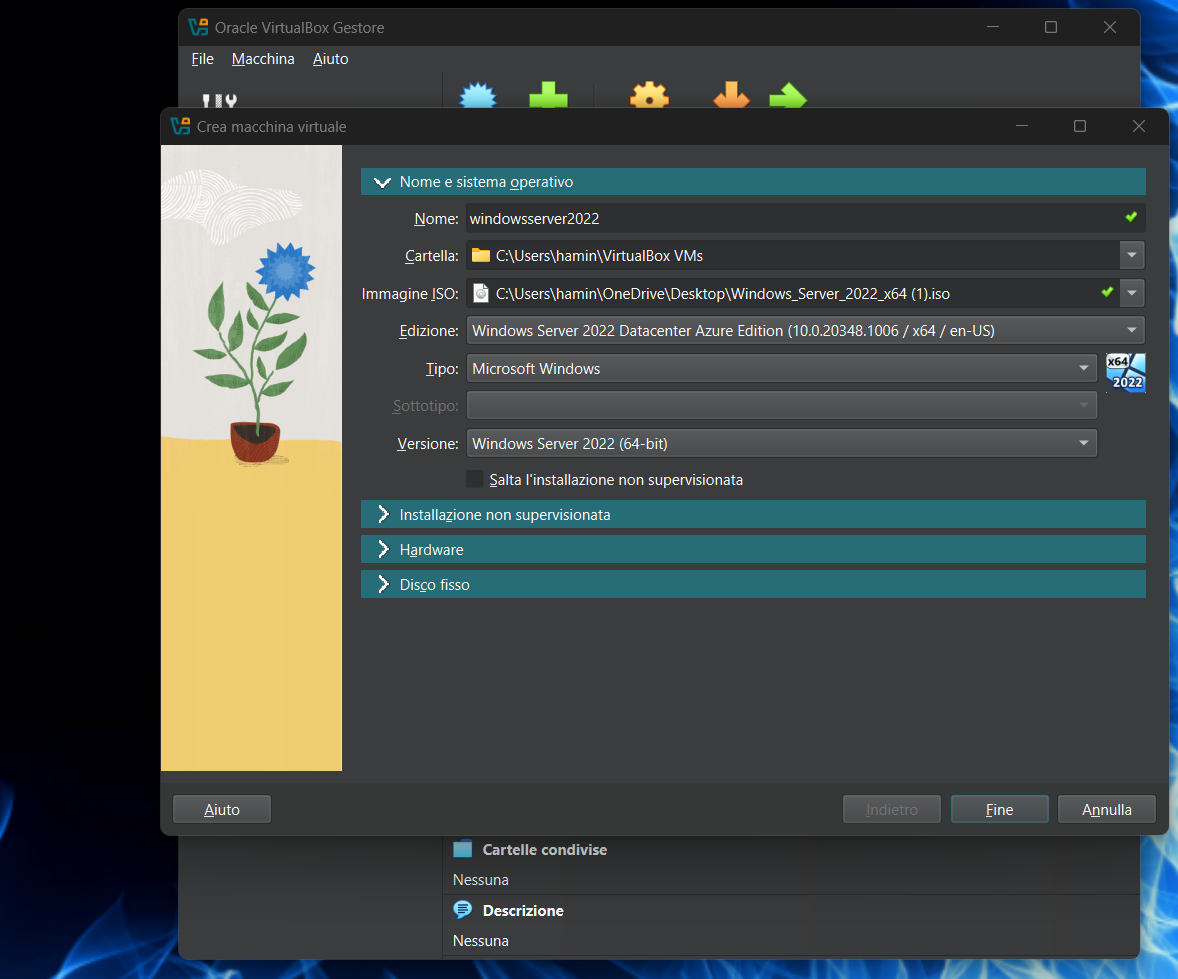 Oracle VirtualBox Gestore
File Macchina Aiuto
Crea macchina virtuale
Nome e sistema operativo
Nome: windowsserver2022
Cartella: C:\Users\hamin\VirtualBox VMs
Immagine ISO: C:\Users\hamin\OneDrive\Desktop\Windows_Server_2022_x64 (1).iso
Edizione: Windows Server 2022 Datacenter Azure Edition (10.0.20348.1006 / x64 / en-US)
Tipo: Microsoft Windows
x64
2022
Sottotipo:
Versione: Windows Server 2022 (64-bit)
Salta l'installazione non supervisionata
Installazione non supervisionata
Hardware
Disco fisso
Aiuto Indietro Fine Annulla
Cartelle condivise
Nessuna
Descrizione
Nessuna